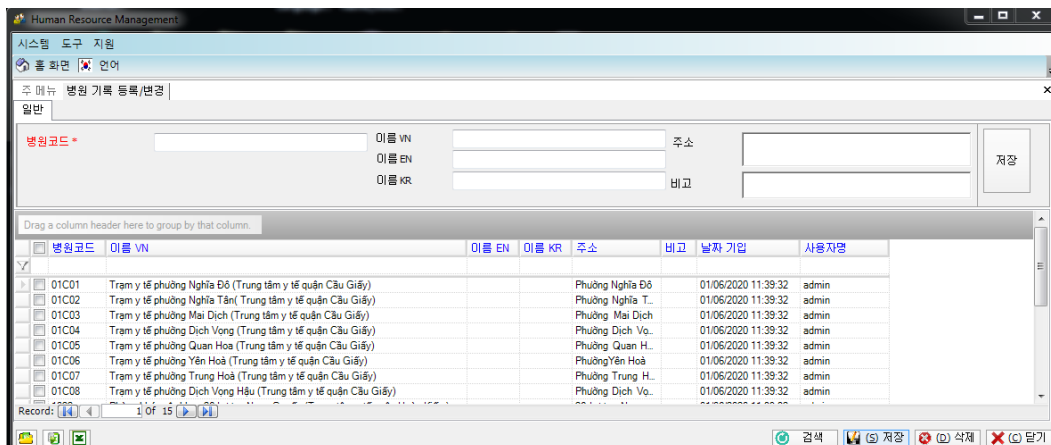 Human Resource Management
시스템 도구 지원
홈 화면 언어
주 메뉴 병원 기록 등록/변경
일반
병원코드 * 이름 VN 주소 저장
이름 EN
이름 KR 비고
Drag a column header here to group by that column.
병원코드 이름 VN 이름 EN 이름 KR 주소 비고 날짜 기입 사용자명
01C01 Trạm y tế phường Nghĩa Đô (Trung tâm y tế quận Cầu Giấy) Phường Nghĩa Đô 01/06/2020 11:39:32 admin
01C02 Trạm y tế phường Nghĩa Tân( Trung tâm y tế quận Cầu Giấy) Phường Nghĩa T... 01/06/2020 11:39:32 admin
01C03 Trạm y tế phường Mai Dịch (Trung tâm y tế quận Cầu Giấy) Phường Mai Dịch 01/06/2020 11:39:32 admin
01C04 Trạm y tế phường Dịch Vọng (Trung tâm y tế quận Cầu Giấy) Phường Dịch Vọ... 01/06/2020 11:39:32 admin
01C05 Trạm y tế phường Quan Hoa (Trung tâm y tế quận Cầu Giấy) Phường Quan H... 01/06/2020 11:39:32 admin
01C06 Trạm y tế phường Yên Hoà (Trung tâm y tế quận Cầu Giấy) PhườngYên Hoà 01/06/2020 11:39:32 admin
01C07 Trạm y tế phường Trung Hoà (Trung tâm y tế quận Cầu Giấy) Phường Trung H... 01/06/2020 11:39:32 admin
01C08 Trạm y tế phường Dịch Vọng Hậu (Trung tâm y tế quận Cầu Giấy) Phường Dịch Vọ... 01/06/2020 11:39:32 admin
Record: 1 Of 15
검색 (S) 저장 (D) 삭제 (C) 닫기